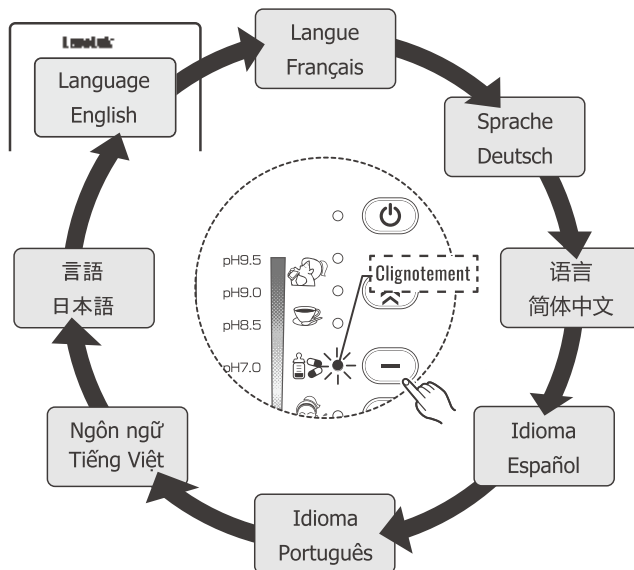 Language
English
Langue
Français
Sprache
Deutsch
语言
简体中文
Idioma
Español
Idioma
Português
Ngôn ngữ
Tiếng Việt
言語
日本語
pH9.5
pH9.0
pH8.5
pH7.0
Clignotement